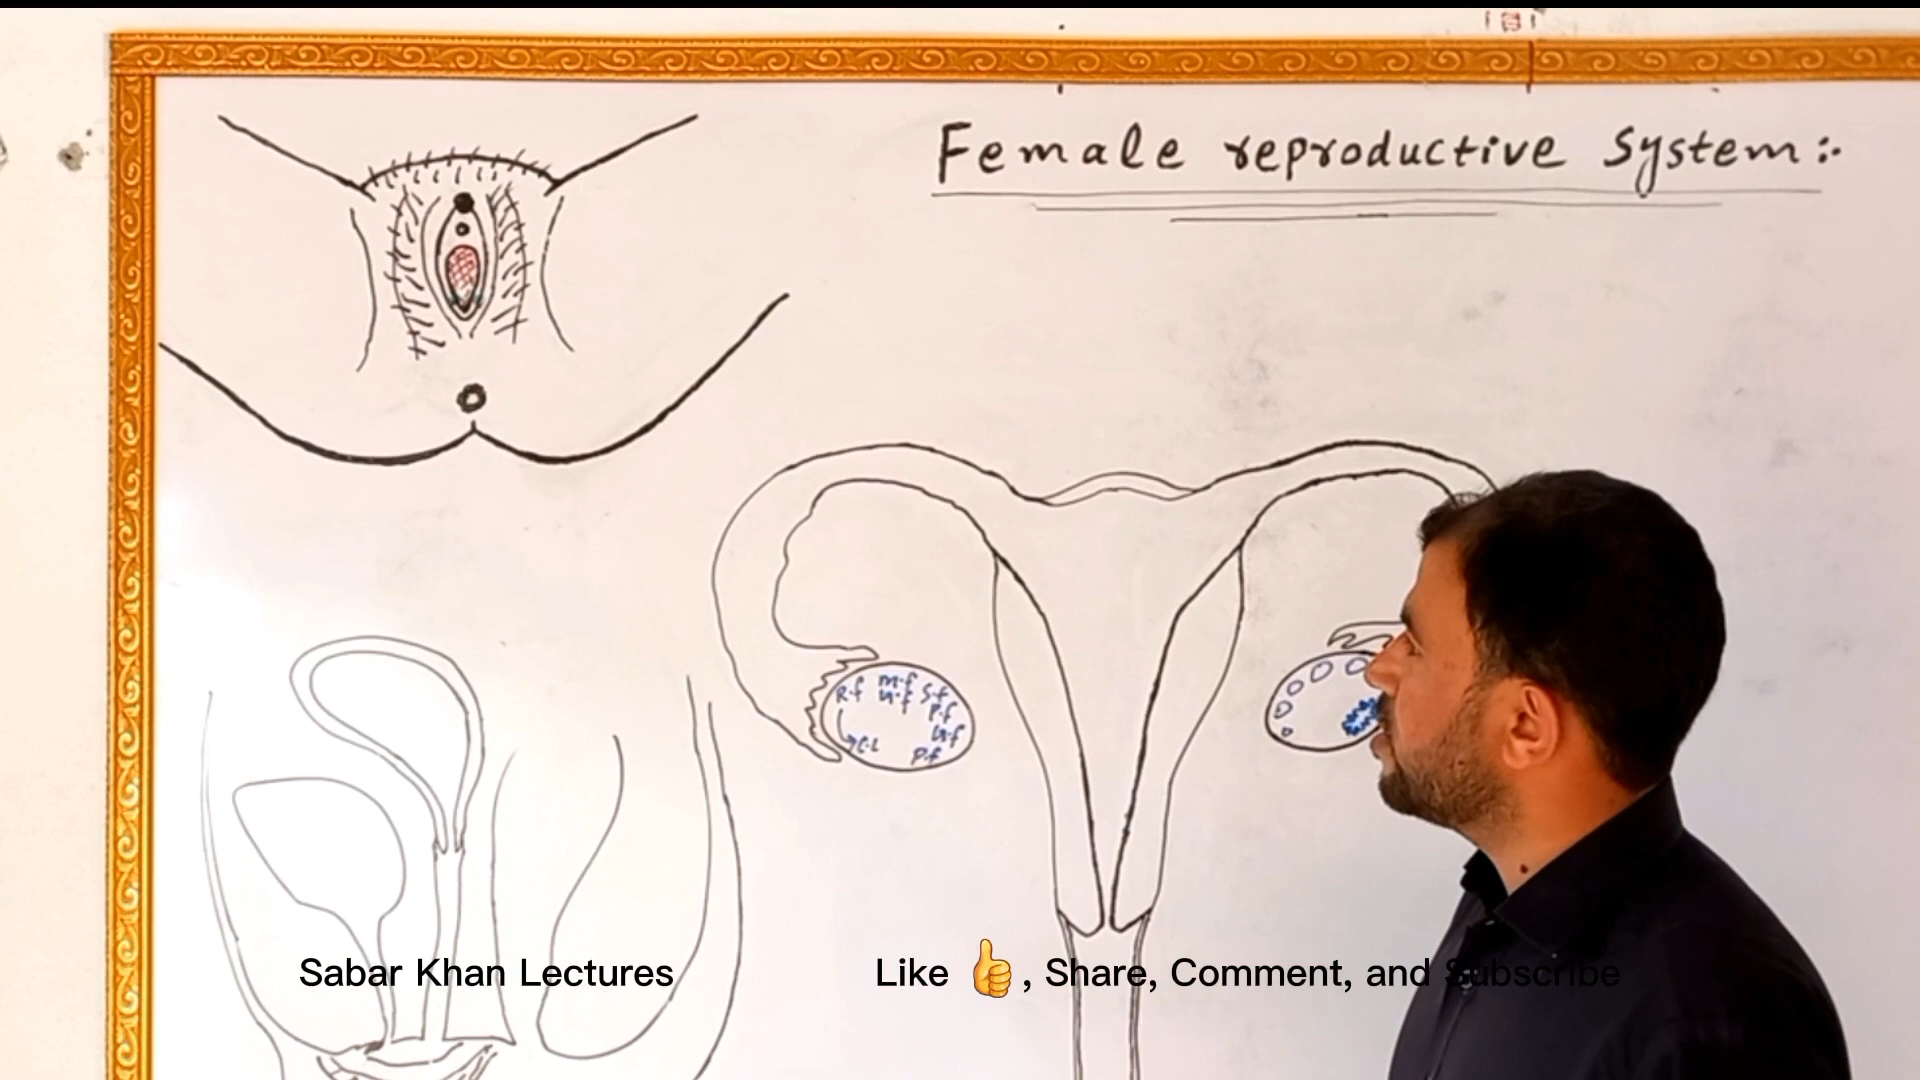 Female reproductive System:-
R.f m.f S.f
u.f P.f
u.f
C.L P.f
Sabar Khan Lectures
Like 👍, Share, Comment, and Subscribe